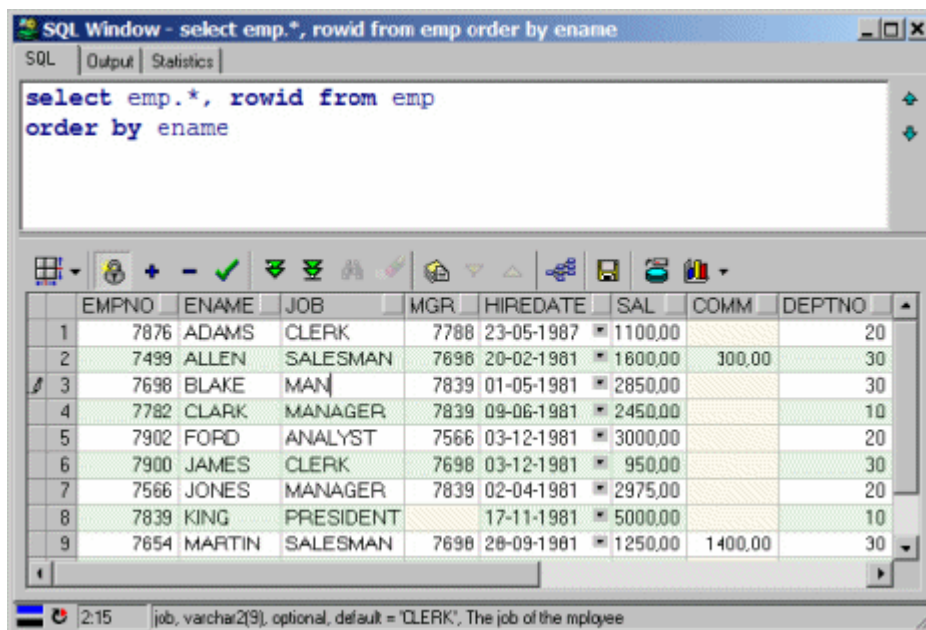 SQL Window - select emp.*, rowid from emp order by ename
SQL Output Statistics
select emp.*, rowid from emp
order by ename
EMPNO ENAME JOB MGR HIREDATE SAL COMM DEPTNO
1 7876 ADAMS CLERK 7788 23-05-1987 1100,00 20
2 7499 ALLEN SALESMAN 7698 20-02-1981 1600,00 300,00 30
3 7698 BLAKE MAN 7839 01-05-1981 2850,00 30
4 7782 CLARK MANAGER 7839 09-06-1981 2450,00 10
5 7902 FORD ANALYST 7566 03-12-1981 3000,00 20
6 7900 JAMES CLERK 7698 03-12-1981 950,00 30
7 7566 JONES MANAGER 7839 02-04-1981 2975,00 20
8 7839 KING PRESIDENT 17-11-1981 5000,00 10
9 7654 MARTIN SALESMAN 7698 28-09-1981 1250,00 1400,00 30
2:15 job, varchar2(9), optional, default = 'CLERK', The job of the mployee